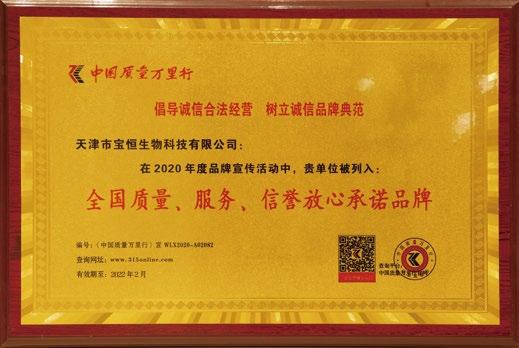 中国质量万里行
倡导诚信合法经营 树立诚信品牌典范
天津市宝恒生物科技有限公司：
在2020年度品牌宣传活动中，贵单位被列入：
全国质量、服务、信誉放心承诺品牌
编号：《中国质量万里行》宣 WLX2020-A02082
查询网址：www.315online.com
有效期至：2022年2月
查询平台：